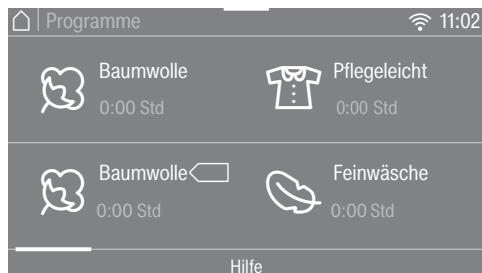 Programme 11:02
Baumwolle Pflegeleicht
0:00 Std 0:00 Std
Baumwolle Feinwäsche
0:00 Std 0:00 Std
Hilfe